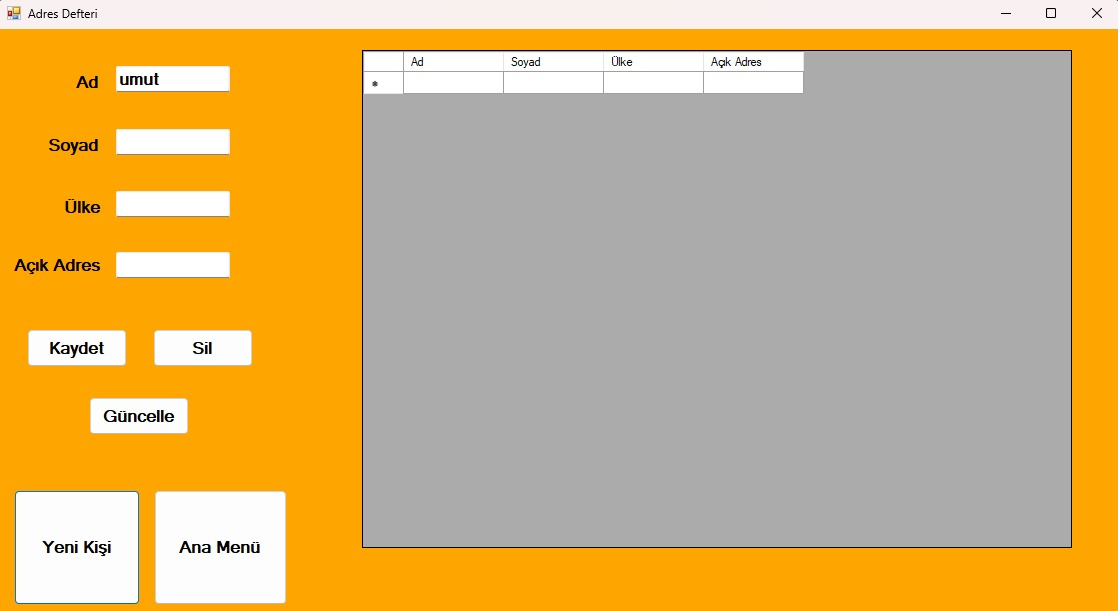 Adres Defteri
Ad umut
Soyad
Ülke
Açık Adres
Kaydet Sil
Güncelle
Yeni Kişi Ana Menü
Ad Soyad Ülke Açık Adres
*